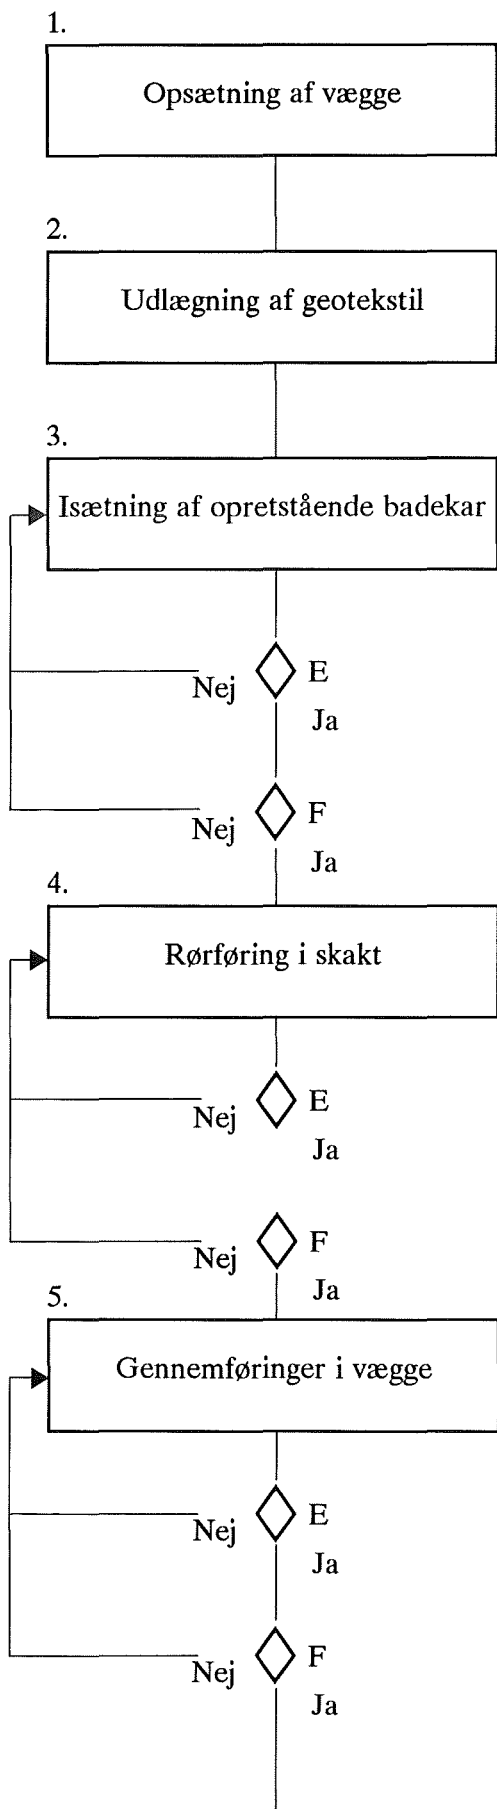 1.
Opsætning af vægge
2.
Udlægning af geotekstil
3.
Isætning af opretstående badekar
E
Nej
Ja
F
Nej
Ja
4.
Rørføring i skakt
E
Nej
Ja
F
Nej
Ja
5.
Gennemføringer i vægge
E
Nej
Ja
F
Nej
Ja